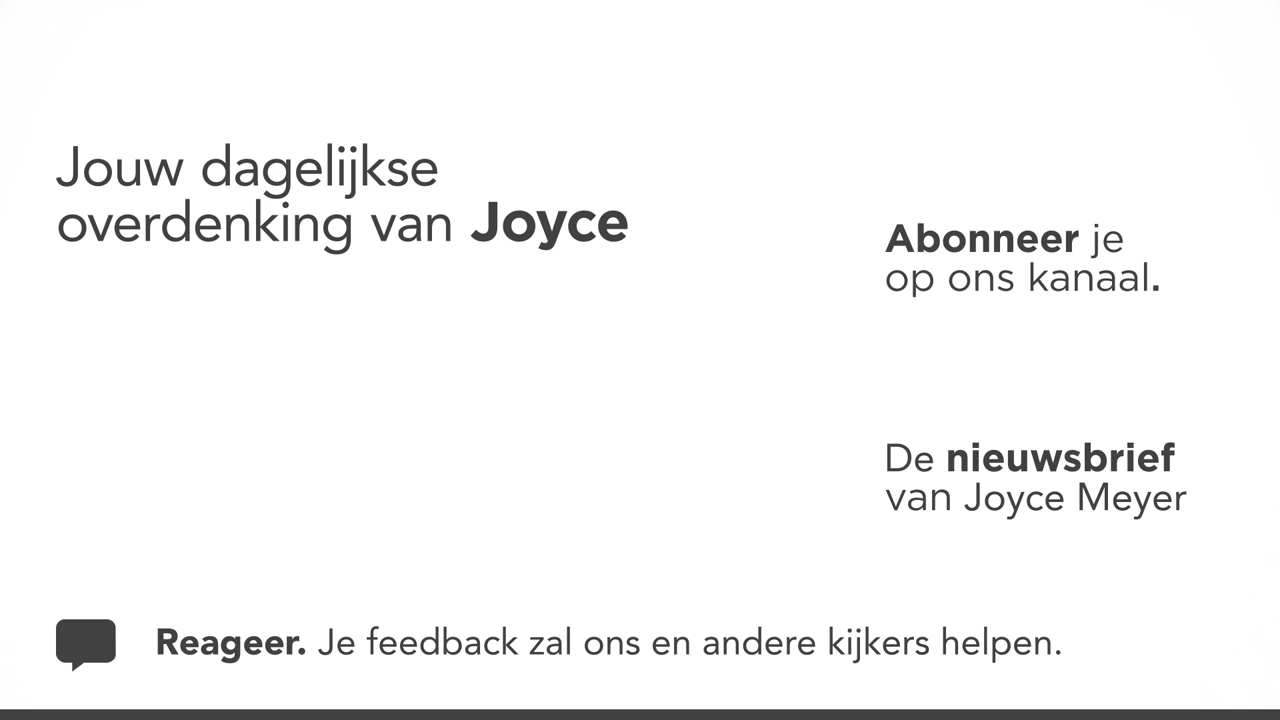 Jouw dagelijkse
overdenking van Joyce
Abonneer je
op ons kanaal.
De nieuwsbrief
van Joyce Meyer
Reageer. Je feedback zal ons en andere kijkers helpen.